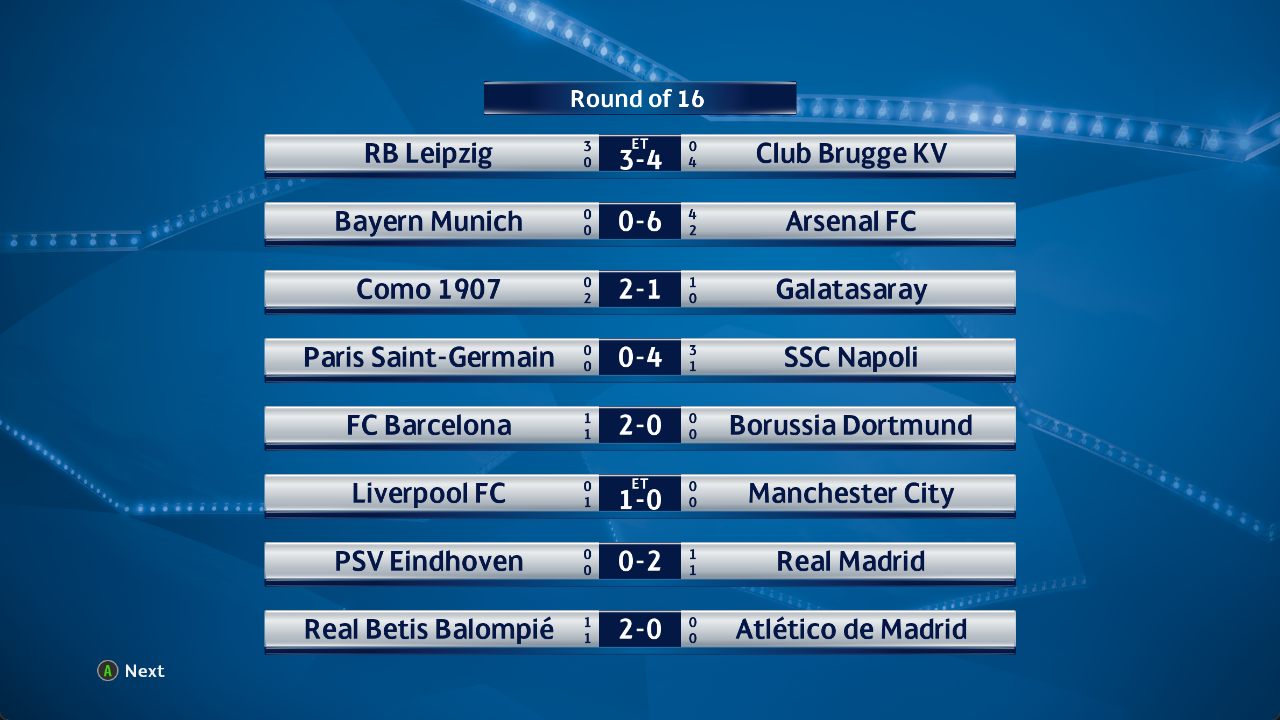 Round of 16
RB Leipzig 3 0 ET 3-4 0 4 Club Brugge KV
Bayern Munich 0 0 0-6 4 2 Arsenal FC
Como 1907 0 2 2-1 1 0 Galatasaray
Paris Saint-Germain 0 0 0-4 3 1 SSC Napoli
FC Barcelona 1 1 2-0 0 0 Borussia Dortmund
Liverpool FC 0 1 ET 1-0 0 0 Manchester City
PSV Eindhoven 0 0 0-2 1 1 Real Madrid
Real Betis Balompié 1 1 2-0 0 0 Atlético de Madrid
A Next